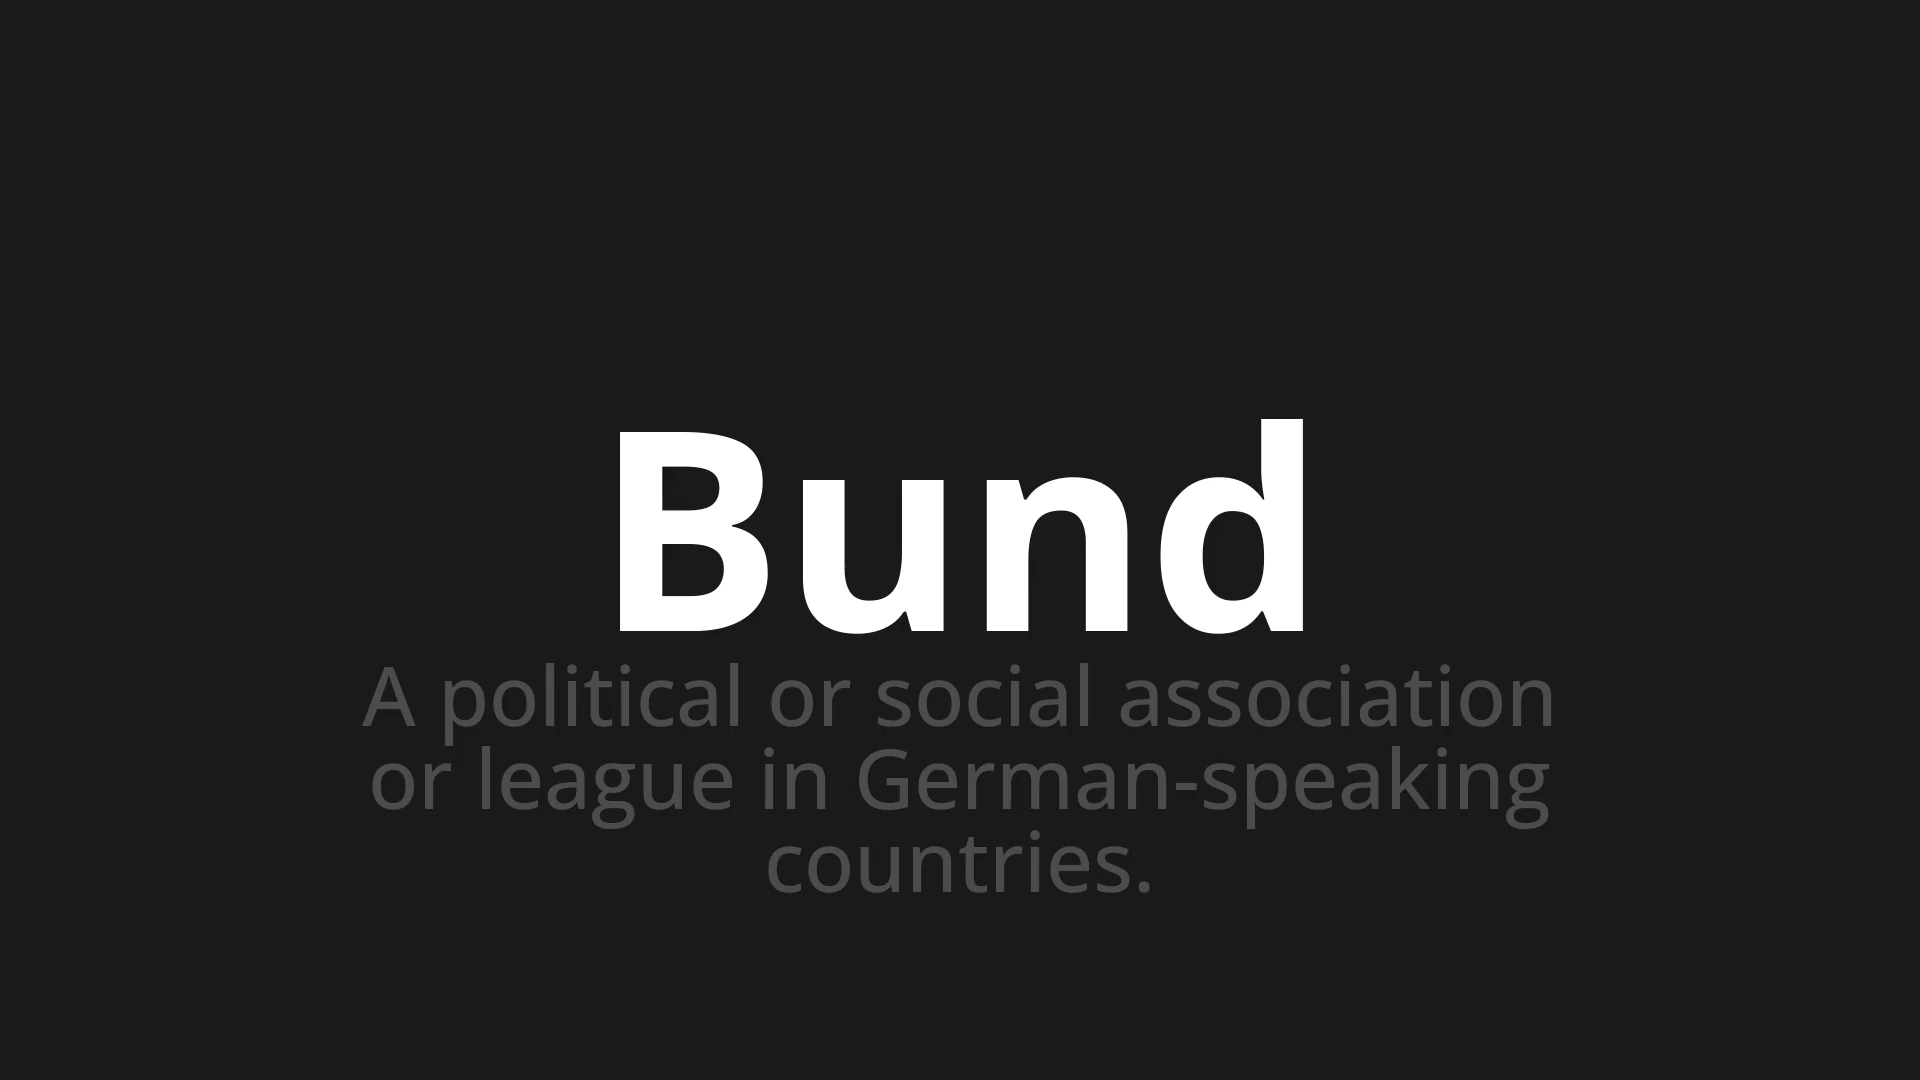 Bund
A political or social association
or league in German-speaking
countries.